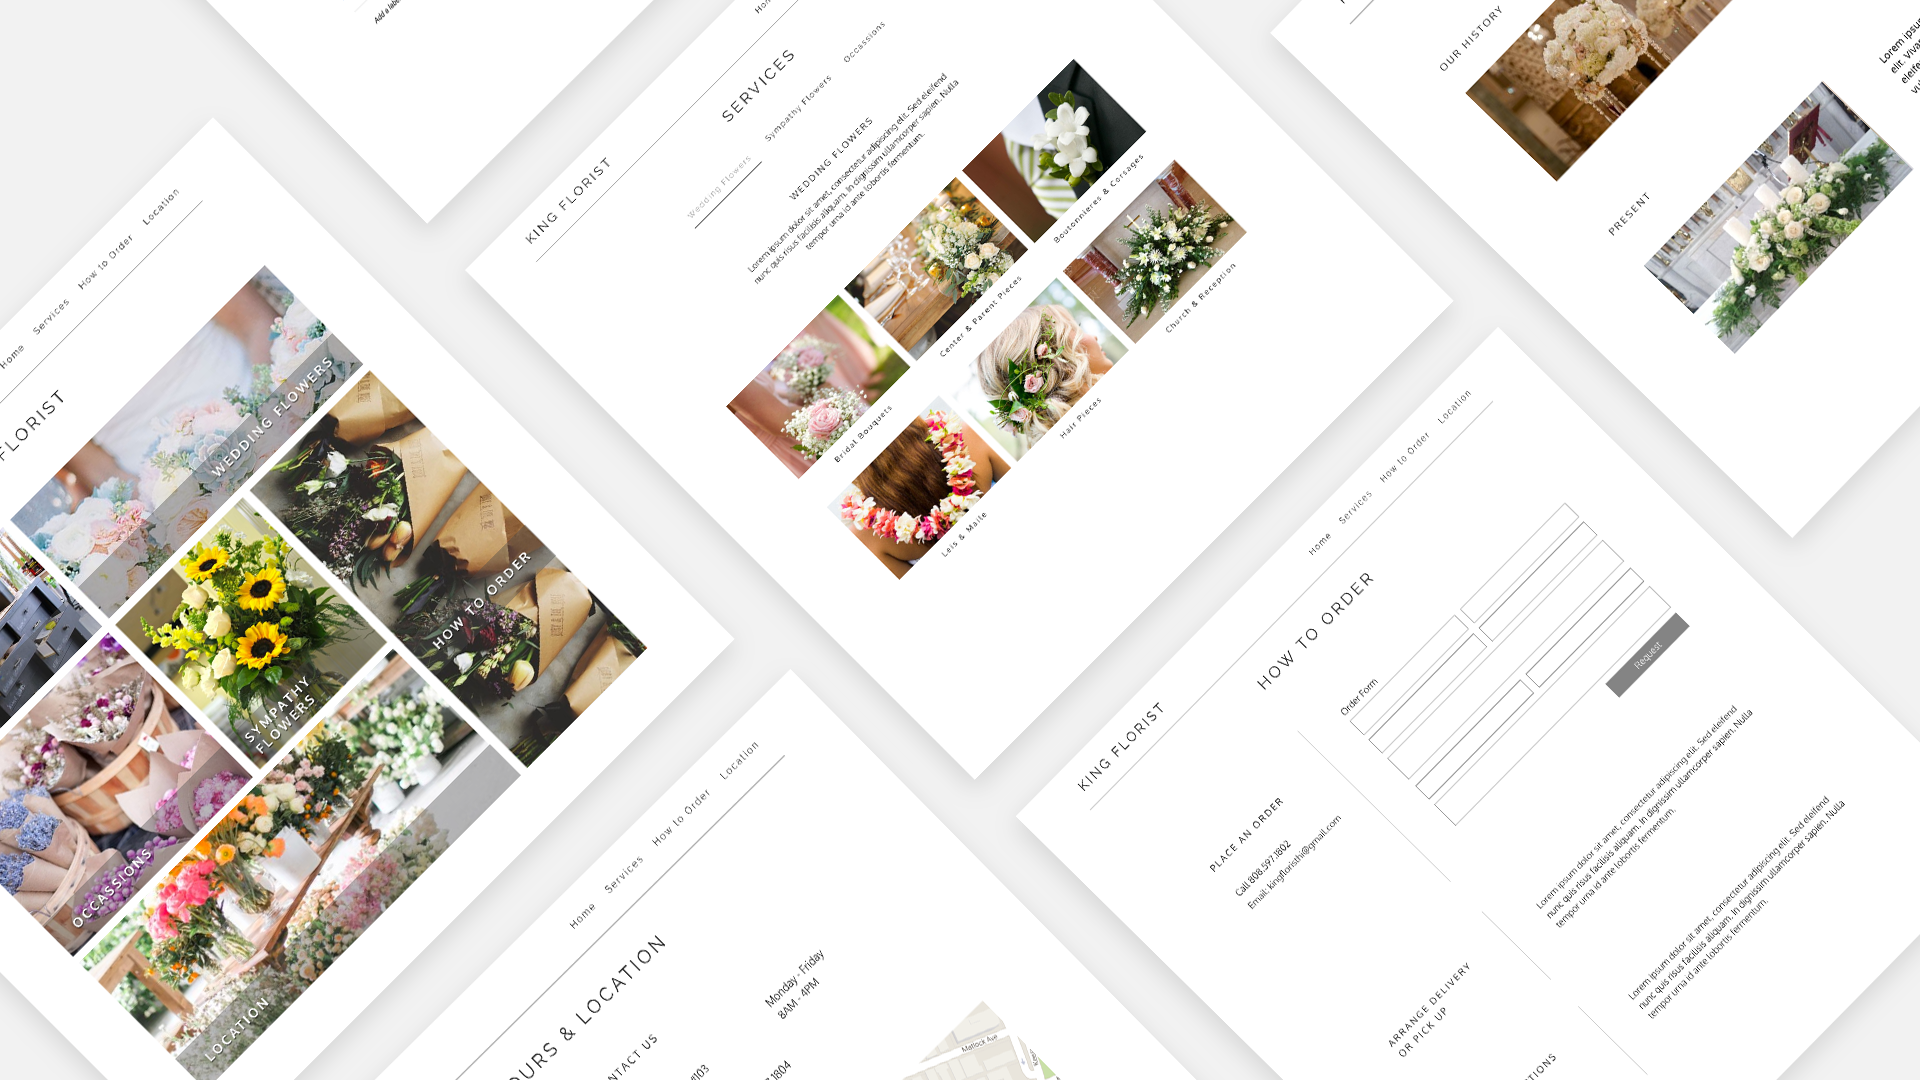 Home
Services
How to Order
Location
FLORIST
WEDDING FLOWERS
SYMPATHY
FLOWERS
HOW TO ORDER
OCCASSIONS
LOCATION
Add a
KING FLORIST
SERVICES
Wedding Flowers
Sympathy Flowers
Occassions
WEDDING FLOWERS
Lorem ipsum dolor sit amet, consectetur adipiscing elit. Sed eleifend
nunc quis risus facilisis aliquam. In dignissim ullamcorper sapien. Nulla
tempor urna id ante lobortis fermentum.
Bridal Bouquets
Center & Parent Pieces
Boutonnieres & Corsages
Leis & Maile
Hair Pieces
Church & Reception
OUR HISTORY
PRESENT
Lorem ipsu
Home
Services
How to Order
Location
OURS & LOCATION
Monday - Friday
8AM - 4PM
NTACT US
1804
Matlock Ave
KING FLORIST
Home
Services
How to Order
Location
HOW TO ORDER
Order Form
Request
PLACE AN ORDER
Call 808.597.1802
Email: kingfloristhi@gmail.com
Lorem ipsum dolor sit amet, consectetur adipiscing elit. Sed eleifend
nunc quis risus facilisis aliquam. In dignissim ullamcorper sapien. Nulla
tempor urna id ante lobortis fermentum.
ARRANGE DELIVERY
OR PICK UP
Lorem ipsum dolor sit amet, consectetur adipiscing elit. Sed eleifend
nunc quis risus facilisis aliquam. In dignissim ullamcorper sapien. Nulla
tempor urna id ante lobortis fermentum.
TIONS